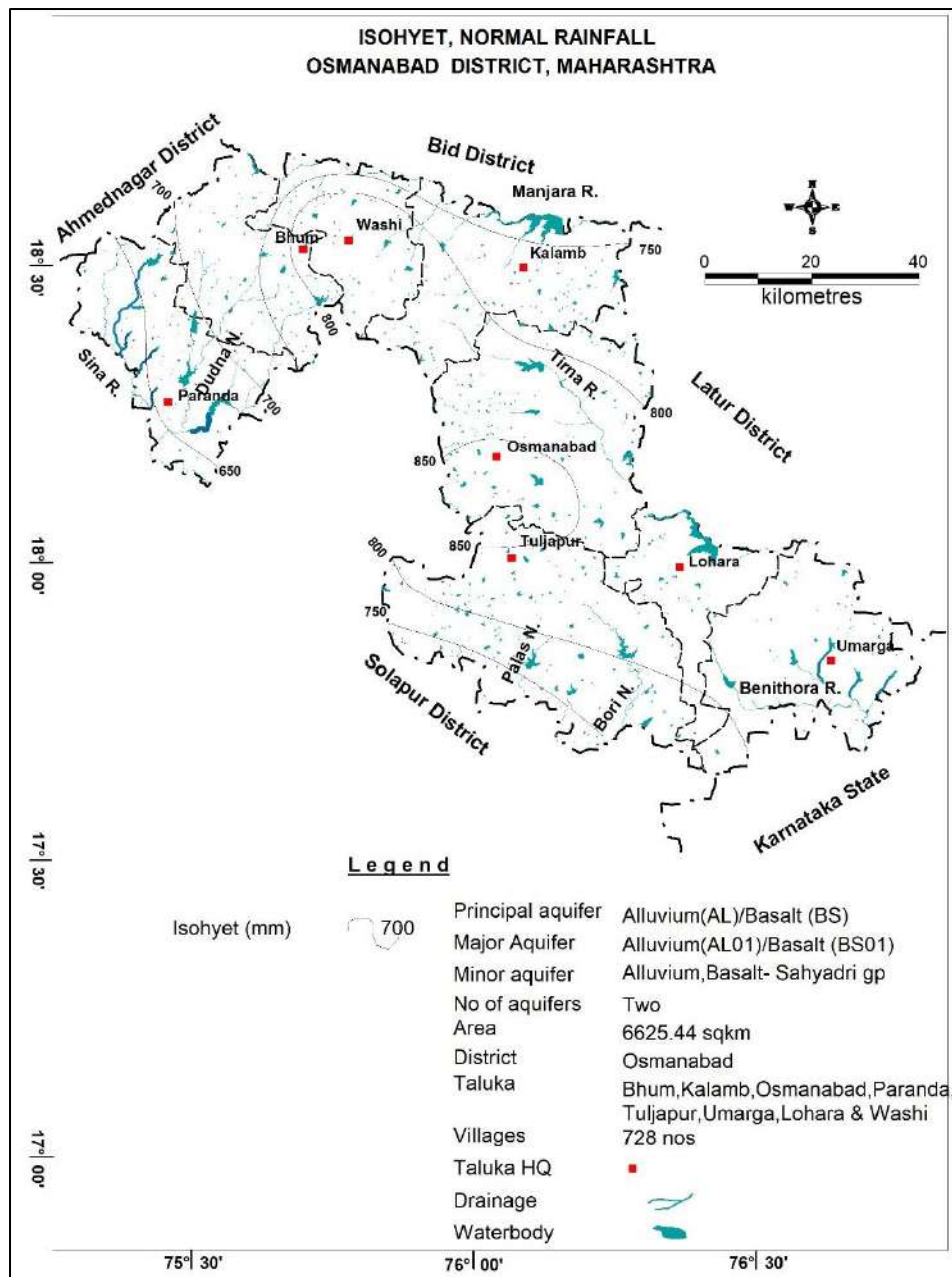 ISOHYET, NORMAL RAINFALL
OSMANABAD DISTRICT, MAHARASHTRA
Ahmednagar District
Bid District
Manjara R.
N
W E
S
700
Washi
Bhum
Kalamb
750
0 20 40
kilometres
18° 30'
800
Tirna R.
Sina R.
Dudna N.
Paranda
700
650
Latur District
800
850
Osmanabad
850
Tuljapur
800
Lohara
18° 00'
750
Palas N.
Bori N.
Umarga
Benithora R.
Solapur District
Karnataka State
17° 30'
Legend
Isohyet (mm) 700
Principal aquifer Alluvium(AL)/Basalt (BS)
Major Aquifer Alluvium(AL01)/Basalt (BS01)
Minor aquifer Alluvium,Basalt- Sahyadri gp
No of aquifers Two
Area 6625.44 sqkm
District Osmanabad
Taluka Bhum,Kalamb,Osmanabad,Paranda,
Tuljapur,Umarga,Lohara & Washi
Villages 728 nos
Taluka HQ
Drainage
Waterbody
17° 00'
75° 30' 76° 00' 76° 30'